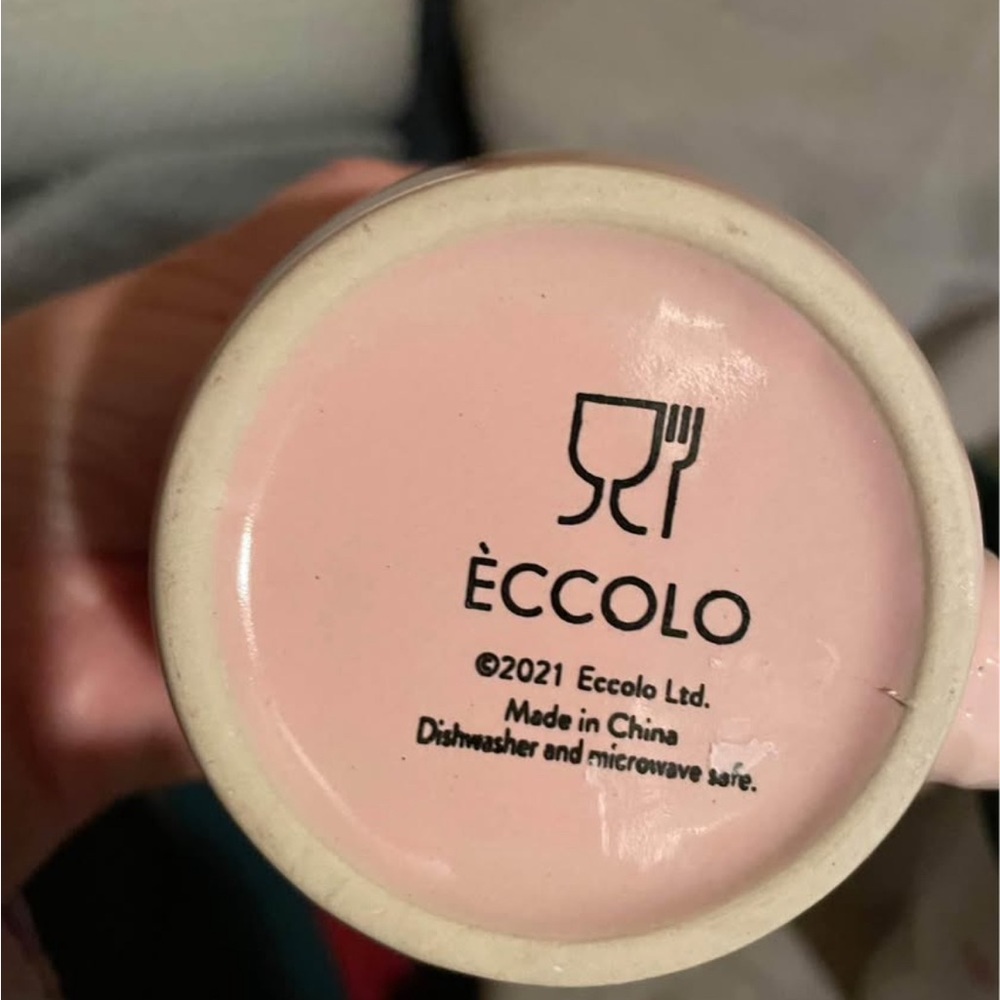 ÈCCOLO
©2021 Eccolo Ltd.
Made in China
Dishwasher and microwave safe.